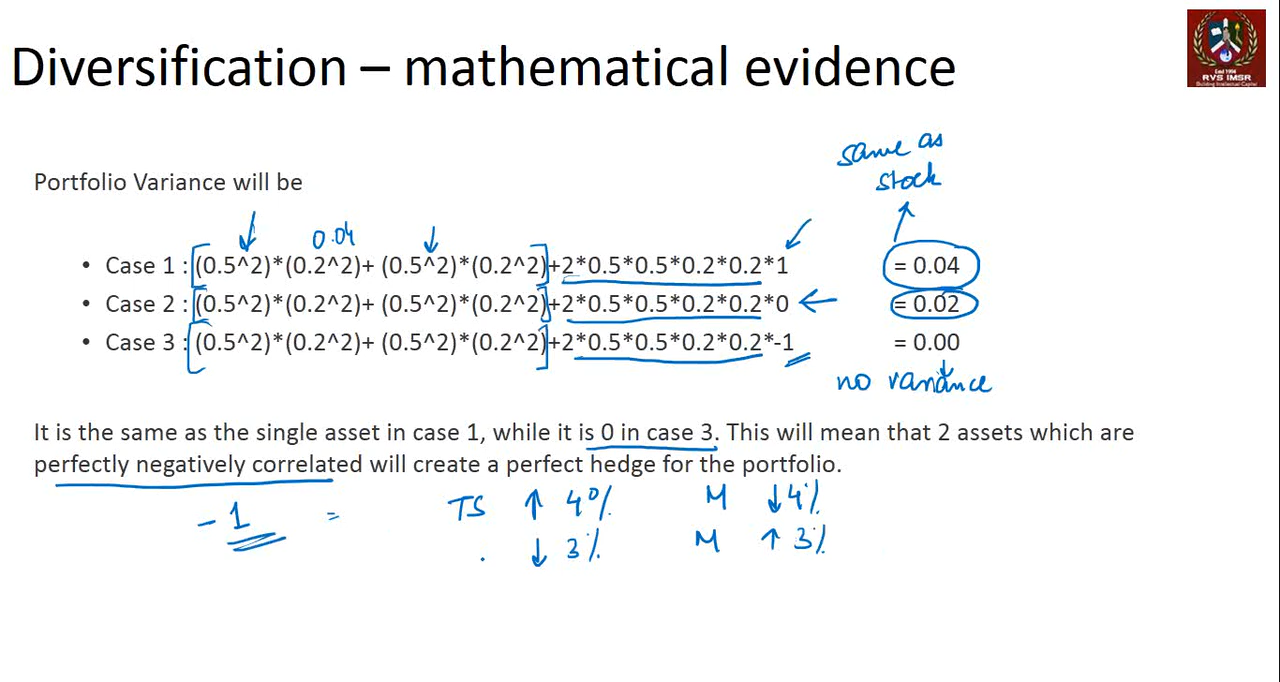 Diversification – mathematical evidence
Estd 1994
RVS IMSR
Building Intellectual Capital
same as
stock
Portfolio Variance will be
0.04
• Case 1 : [(0.5^2)*(0.2^2)+ (0.5^2)*(0.2^2)]+2*0.5*0.5*0.2*0.2*1 = 0.04
• Case 2 : [(0.5^2)*(0.2^2)+ (0.5^2)*(0.2^2)]+2*0.5*0.5*0.2*0.2*0 = 0.02
• Case 3 : [(0.5^2)*(0.2^2)+ (0.5^2)*(0.2^2)]+2*0.5*0.5*0.2*0.2*-1 = 0.00
no variance
It is the same as the single asset in case 1, while it is 0 in case 3. This will mean that 2 assets which are
perfectly negatively correlated will create a perfect hedge for the portfolio.
-1 = TS ↑ 4% M ↓ 4%
. ↓ 3% M ↑ 3%